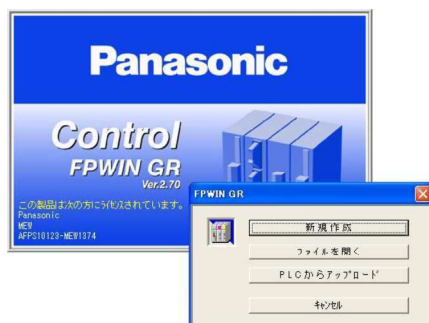 Panasonic
Control
FPWIN GR
Ver.2.70
この製品は次の方にﾗｲｾﾝｽされています。
Panasonic
MEW
AFPS10123-MEW1374
FPWIN GR
新規作成
ファイルを開く
PLCからアップロード
ｷｬﾝｾﾙ